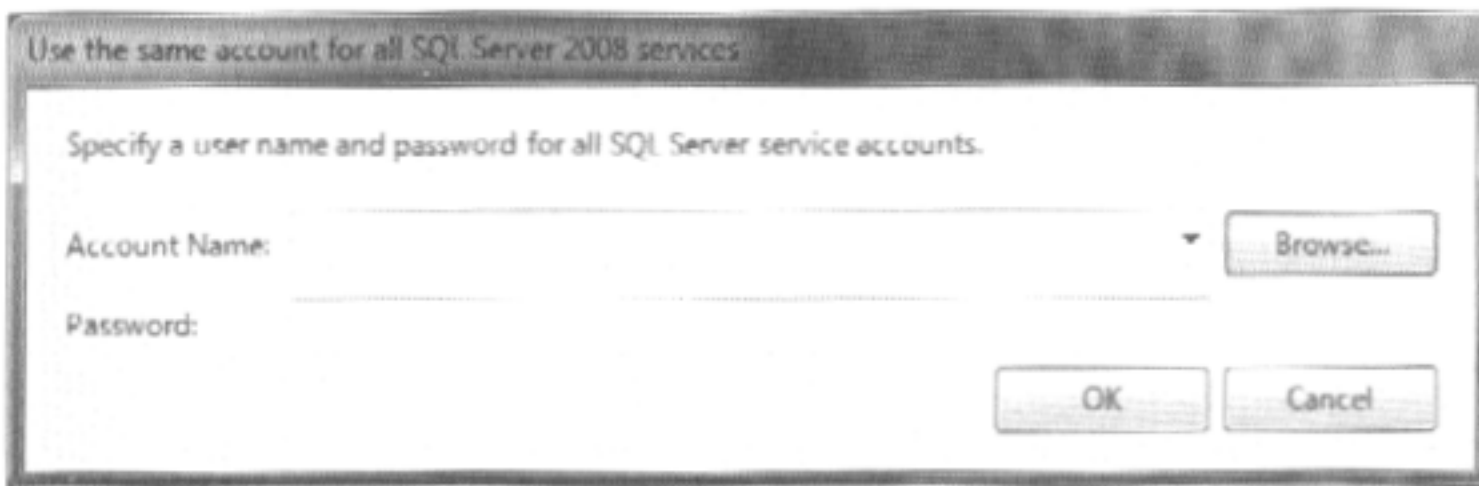 Use the same account for all SQL Server 2008 services
Specify a user name and password for all SQL Server service accounts.
Account Name:
Browse...
Password:
OK
Cancel